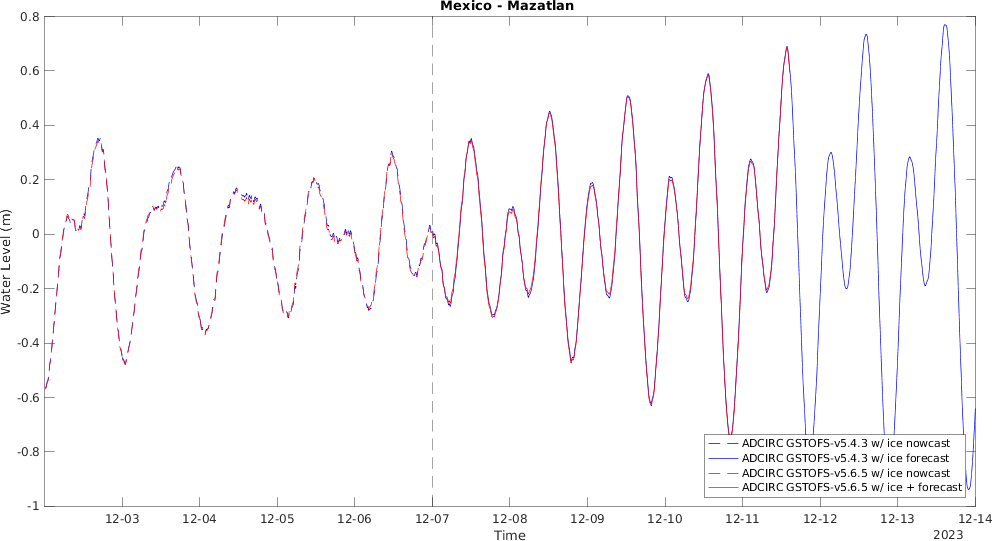 Mexico - Mazatlan
0.8
0.6
0.4
0.2
0
-0.2
-0.4
-0.6
-0.8
-1
Water Level (m)
ADCIRC GSTOFS-v5.4.3 w/ ice nowcast
ADCIRC GSTOFS-v5.4.3 w/ ice forecast
ADCIRC GSTOFS-v5.6.5 w/ ice nowcast
ADCIRC GSTOFS-v5.6.5 w/ ice + forecast
12-03 12-04 12-05 12-06 12-07 12-08 12-09 12-10 12-11 12-12 12-13 12-14
Time
2023